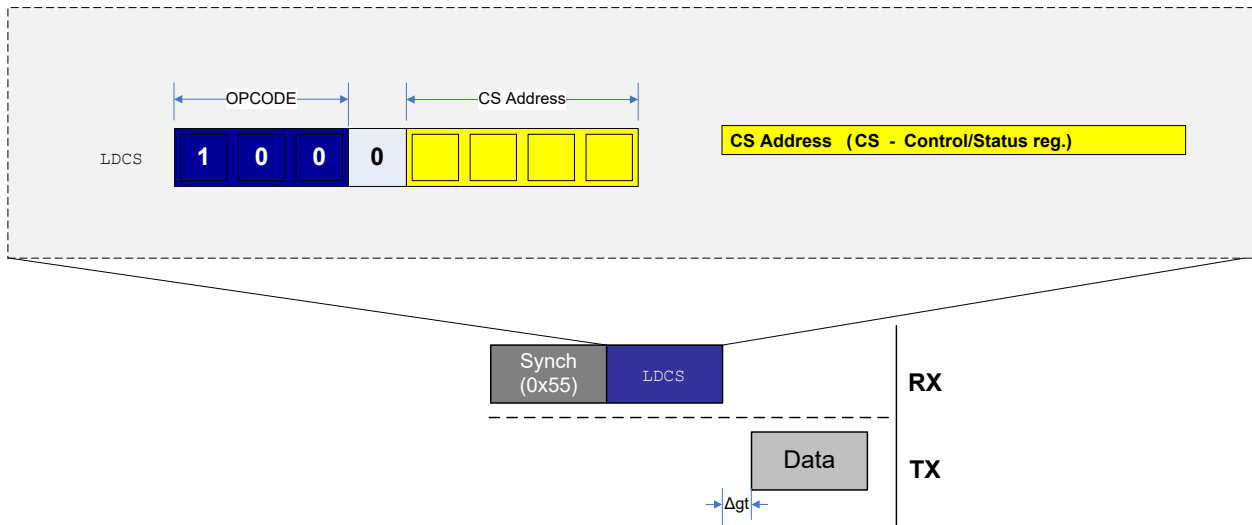 OPCODE
CS Address
LDCS
1 0 0 0
CS Address (CS - Control/Status reg.)
Synch
(0x55)
LDCS
RX
Data
TX
Δgt